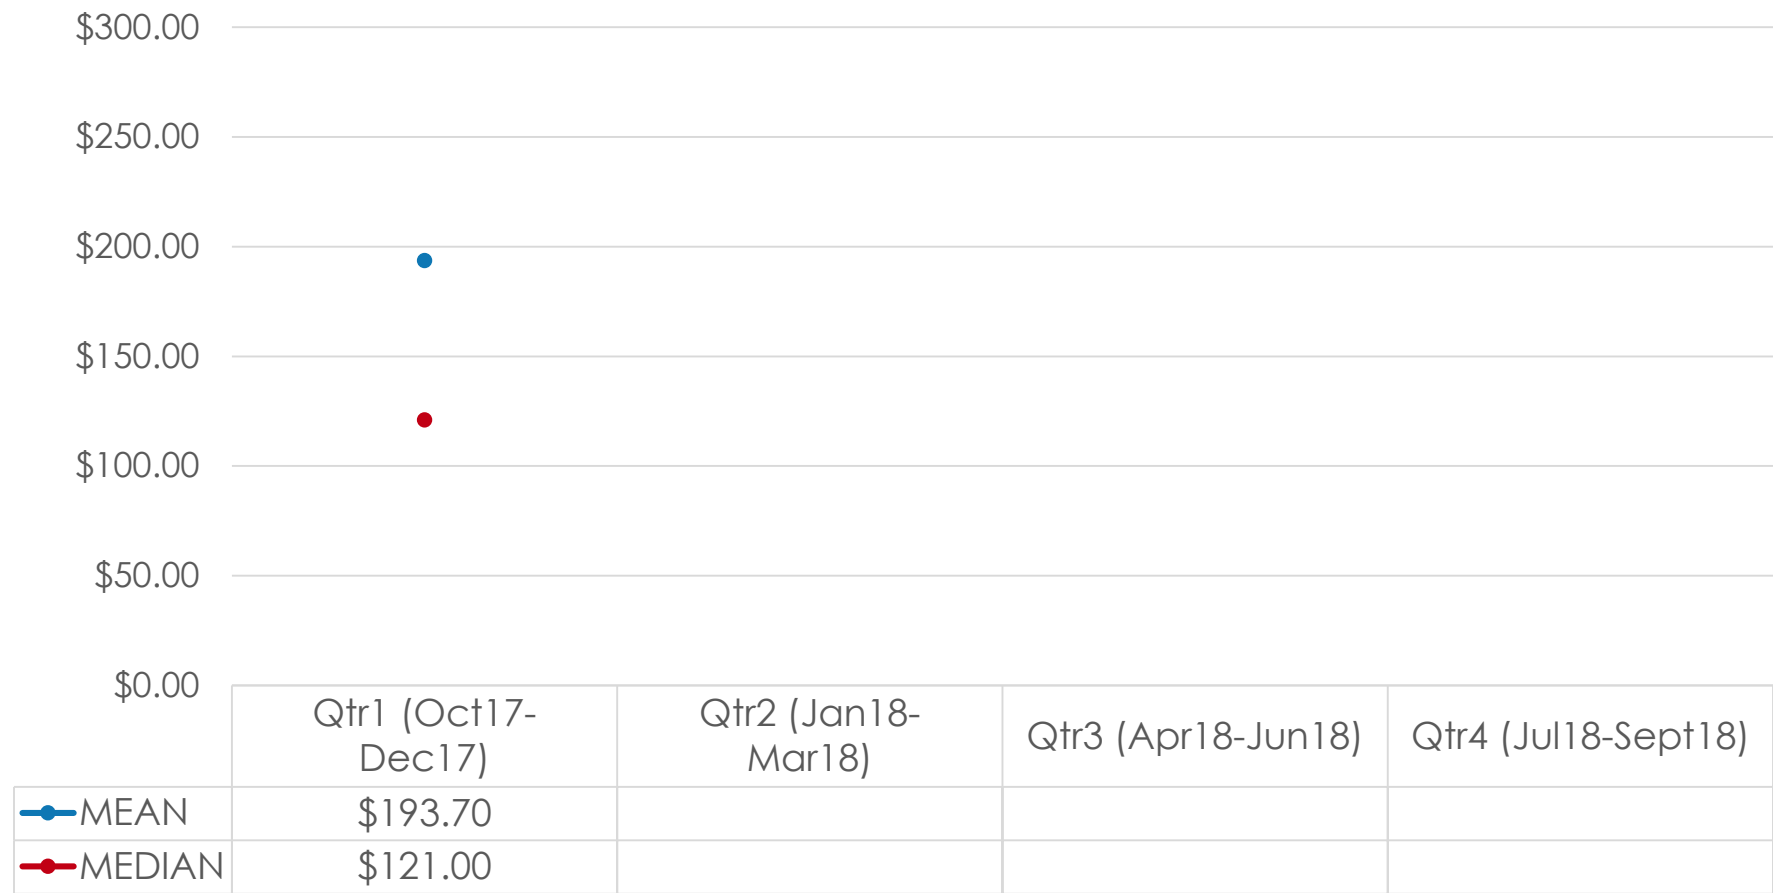 $300.00
$250.00
$200.00
$150.00
$100.00
$50.00
$0.00
Qtr1 (Oct17-
Dec17)
Qtr2 (Jan18-
Mar18)
Qtr3 (Apr18-Jun18)
Qtr4 (Jul18-Sept18)
MEAN $193.70
MEDIAN $121.00